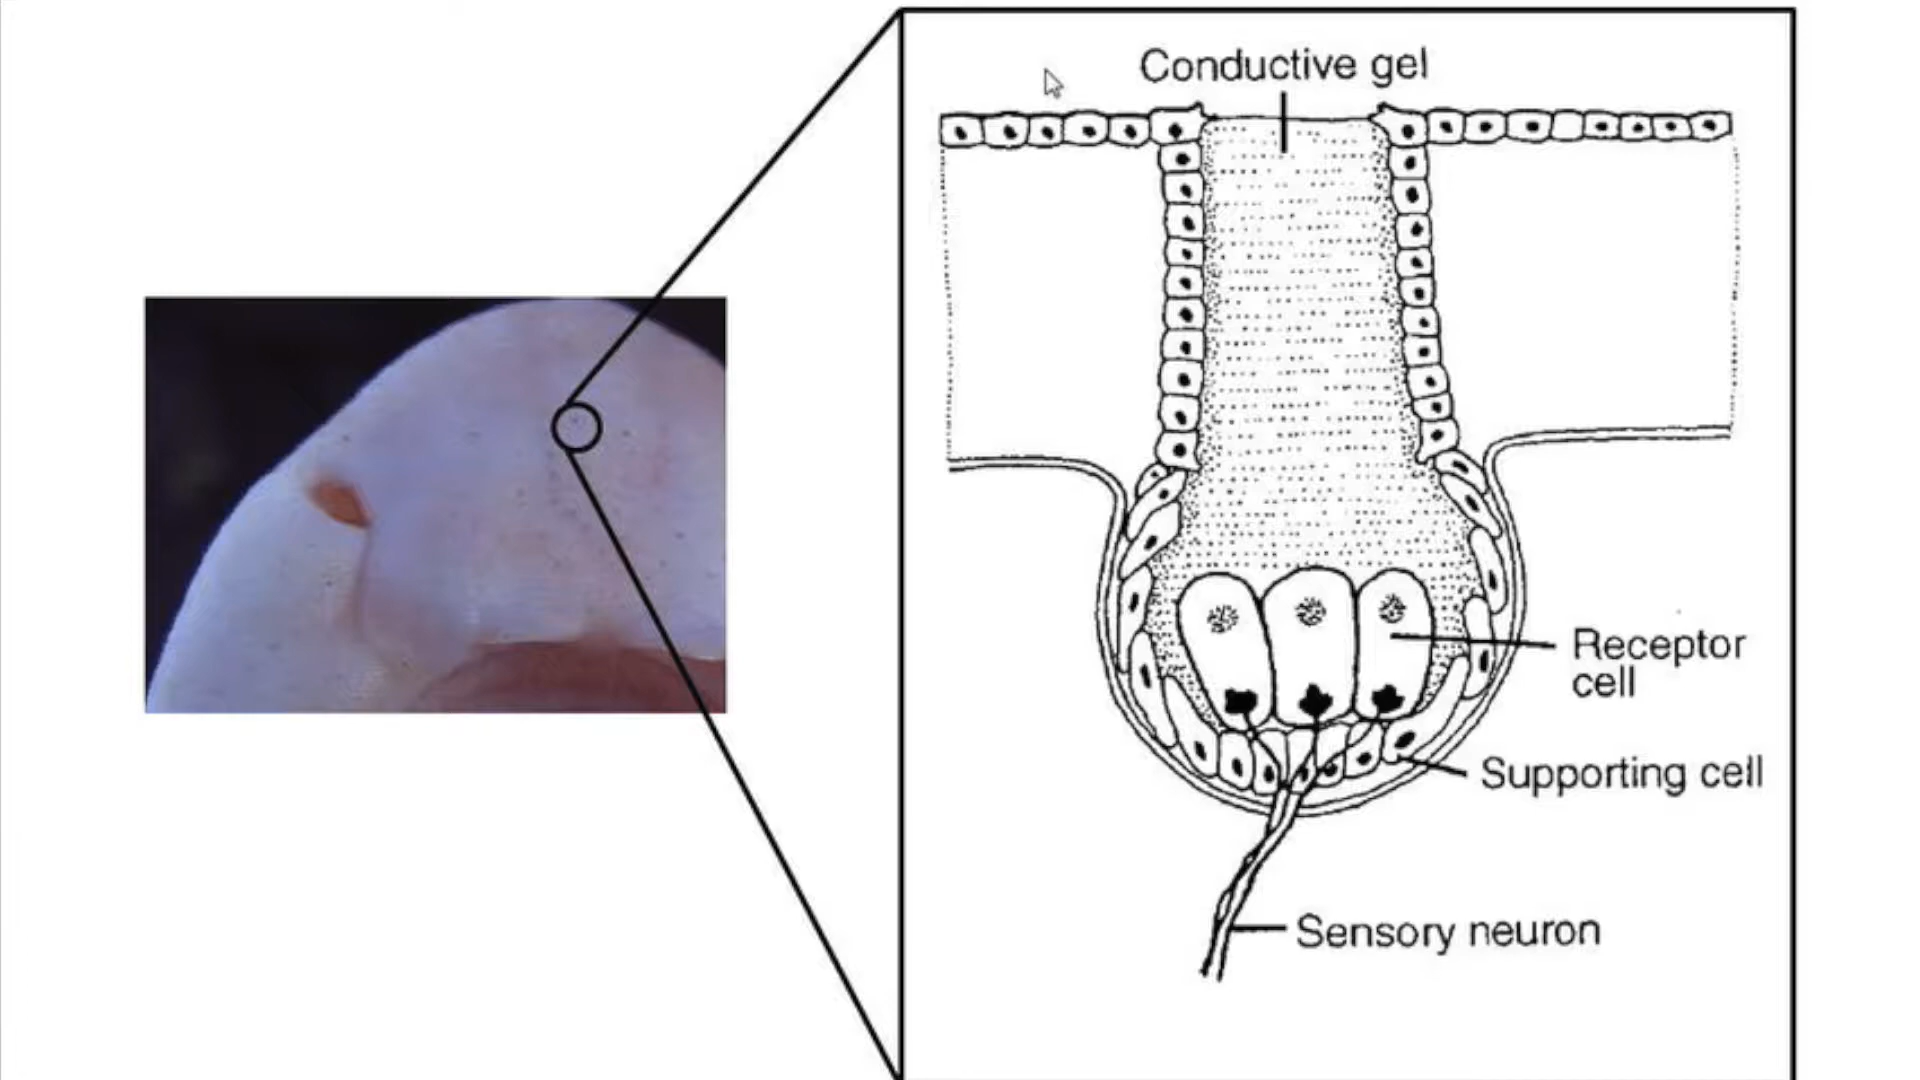 Conductive gel
Receptor
cell
Supporting cell
Sensory neuron